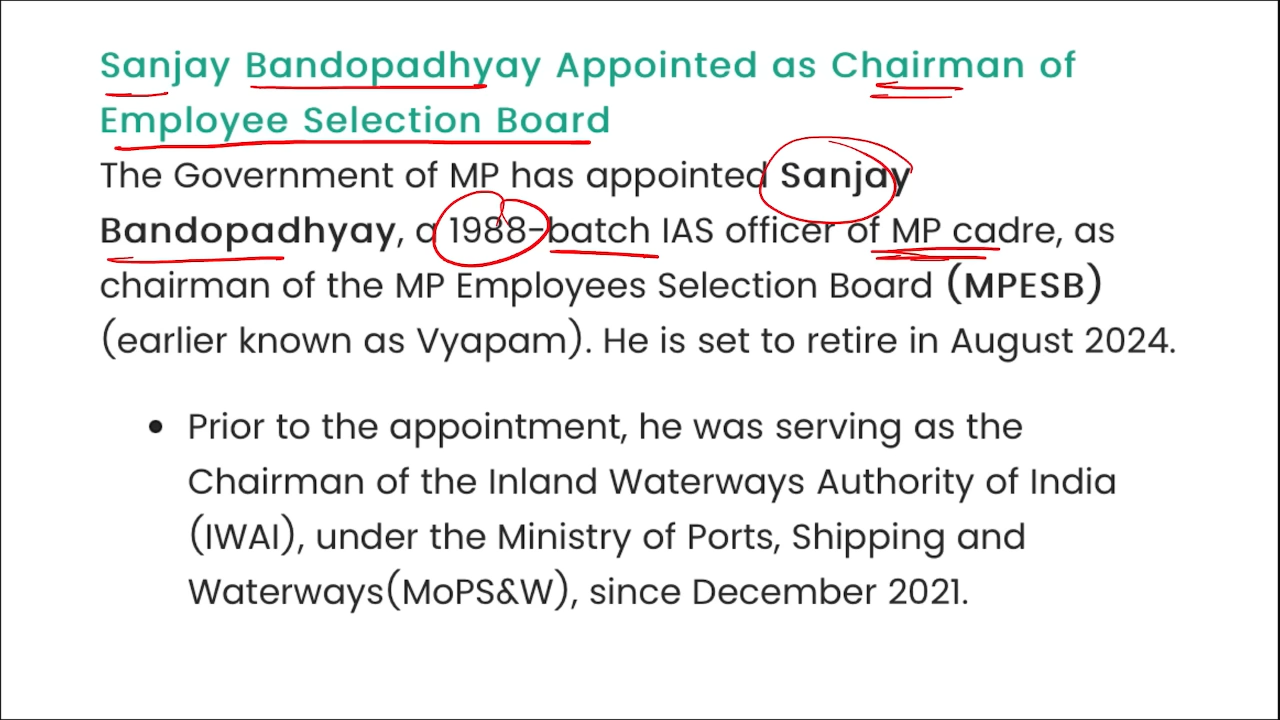 Sanjay Bandopadhyay Appointed as Chairman of
Employee Selection Board
The Government of MP has appointed Sanjay
Bandopadhyay, a 1988-batch IAS officer of MP cadre, as
chairman of the MP Employees Selection Board (MPESB)
(earlier known as Vyapam). He is set to retire in August 2024.
• Prior to the appointment, he was serving as the
Chairman of the Inland Waterways Authority of India
(IWAI), under the Ministry of Ports, Shipping and
Waterways(MoPS&W), since December 2021.